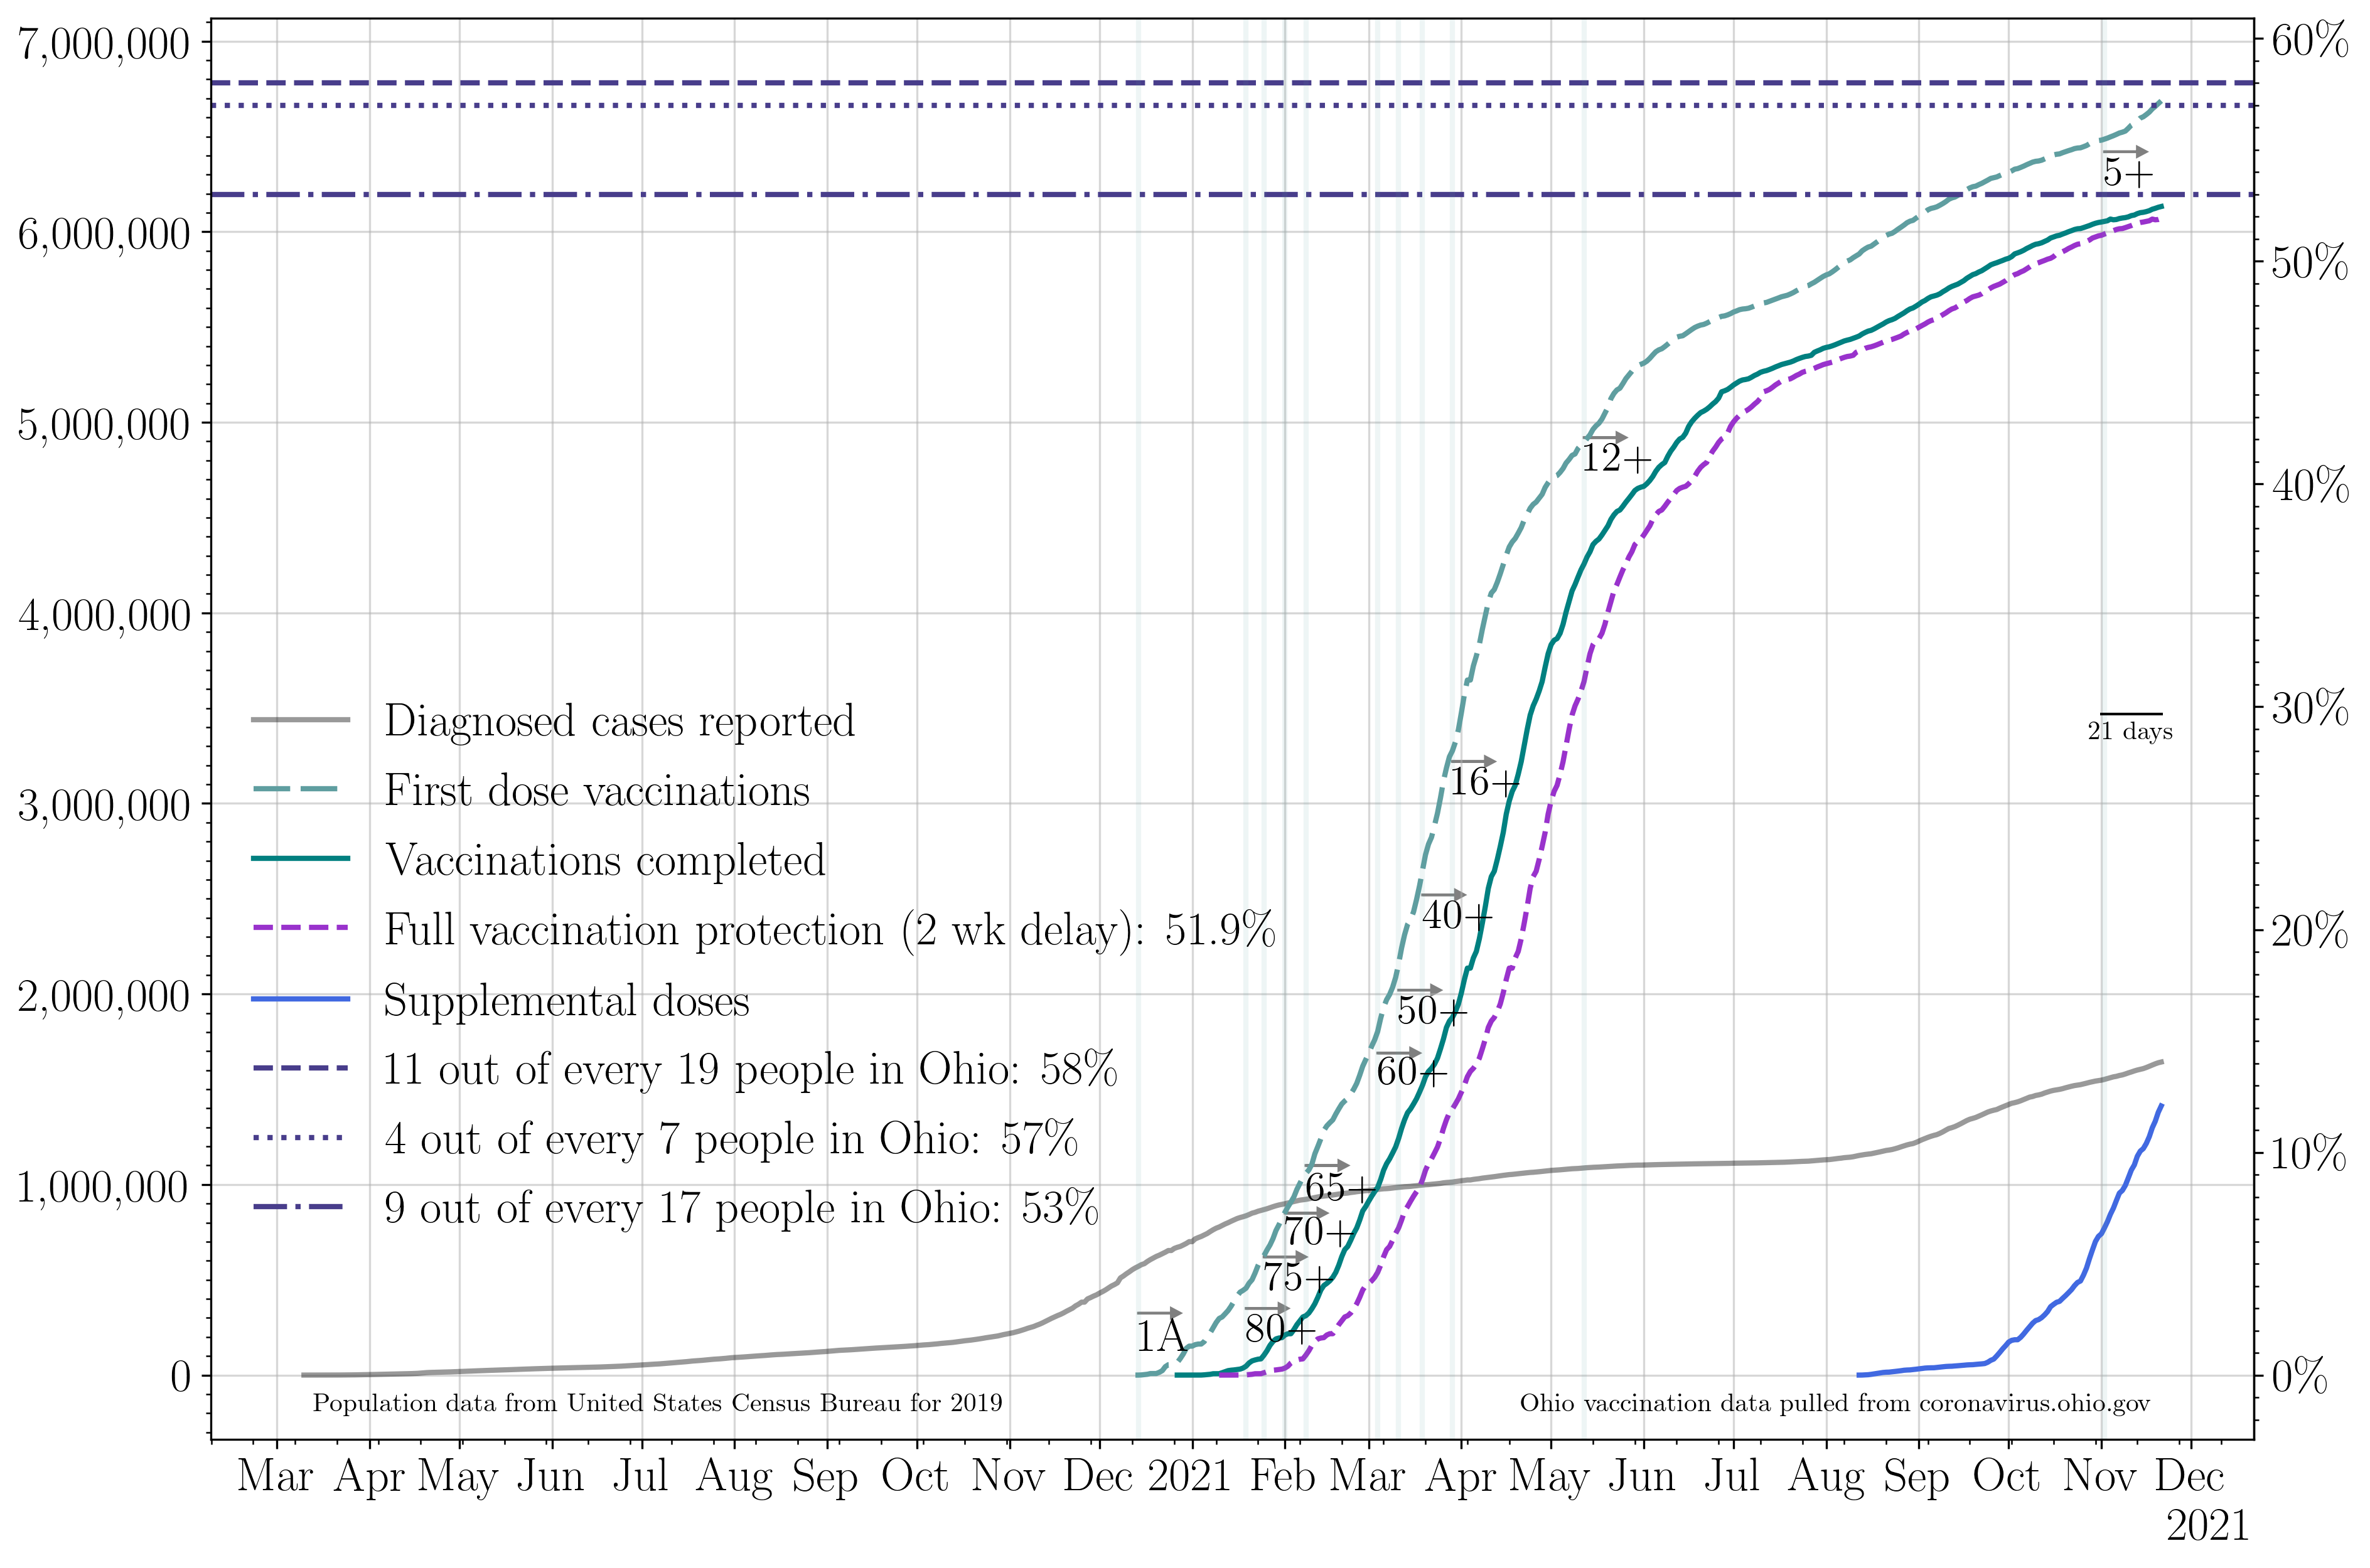 7,000,000
60%
5+
6,000,000
50%
5,000,000
12+
40%
4,000,000
30%
Diagnosed cases reported
21 days
First dose vaccinations
16+
3,000,000
Vaccinations completed
40+
20%
Full vaccination protection (2 wk delay): 51.9%
2,000,000
Supplemental doses
50+
11 out of every 19 people in Ohio: 58%
60+
4 out of every 7 people in Ohio: 57%
10%
1,000,000
65+
9 out of every 17 people in Ohio: 53%
70+
75+
80+
1A
0
0%
Population data from United States Census Bureau for 2019
Ohio vaccination data pulled from coronavirus.ohio.gov
Mar Apr May Jun Jul Aug Sep Oct Nov Dec 2021 Feb Mar Apr May Jun Jul Aug Sep Oct Nov Dec
2021